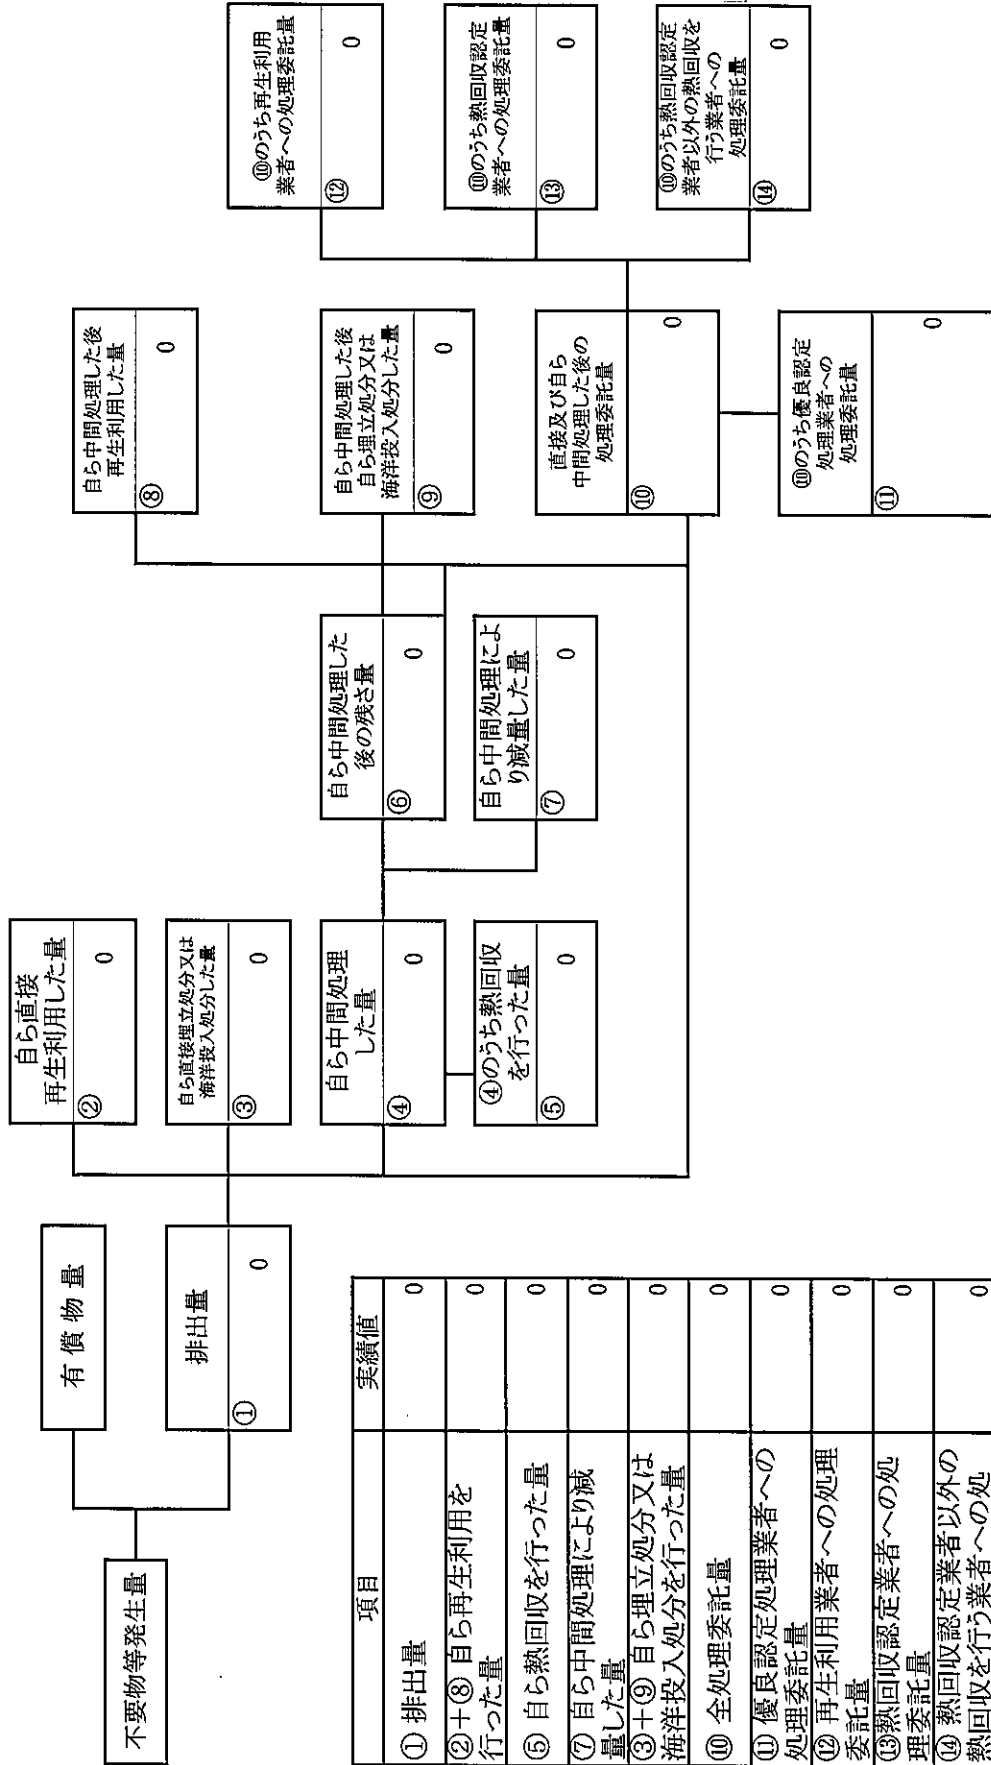 不要物等発生量
有 償 物 量
排出量
①
0
自ら直接
再生利用した量
②
0
自ら直接埋立処分又は
海洋投入処分した量
③
0
自ら中間処理
した量
④
0
④のうち熱回収
を行った量
⑤
0
自ら中間処理した
後の残さ量
⑥
0
自ら中間処理によ
り減量した量
⑦
0
自ら中間処理した後
再生利用した量
⑧
0
自ら中間処理した後
自ら埋立処分又は
海洋投入処分した量
⑨
0
直接及び自ら
中間処理した後の
処理委託量
⑩
0
⑩のうち優良認定
処理業者への
処理委託量
⑪
0
⑩のうち再生利用
業者への処理委託量
⑫
0
⑩のうち熱回収認定
業者への処理委託量
⑬
0
⑩のうち熱回収認定
業者以外の熱回収を
行う業者への
処理委託量
⑭
0
項目 実績値
① 排出量 0
②+⑧ 自ら再生利用を
行った量 0
⑤ 自ら熱回収を行った量 0
⑦ 自ら中間処理により減
量した量 0
③+⑨ 自ら埋立処分又は
海洋投入処分を行った量 0
⑩ 全処理委託量 0
⑪ 優良認定処理業者への
処理委託量 0
⑫ 再生利用業者への処理
委託量 0
⑬熱回収認定業者への処
理委託量 0
⑭ 熱回収認定業者以外の
熱回収を行う業者への処 0